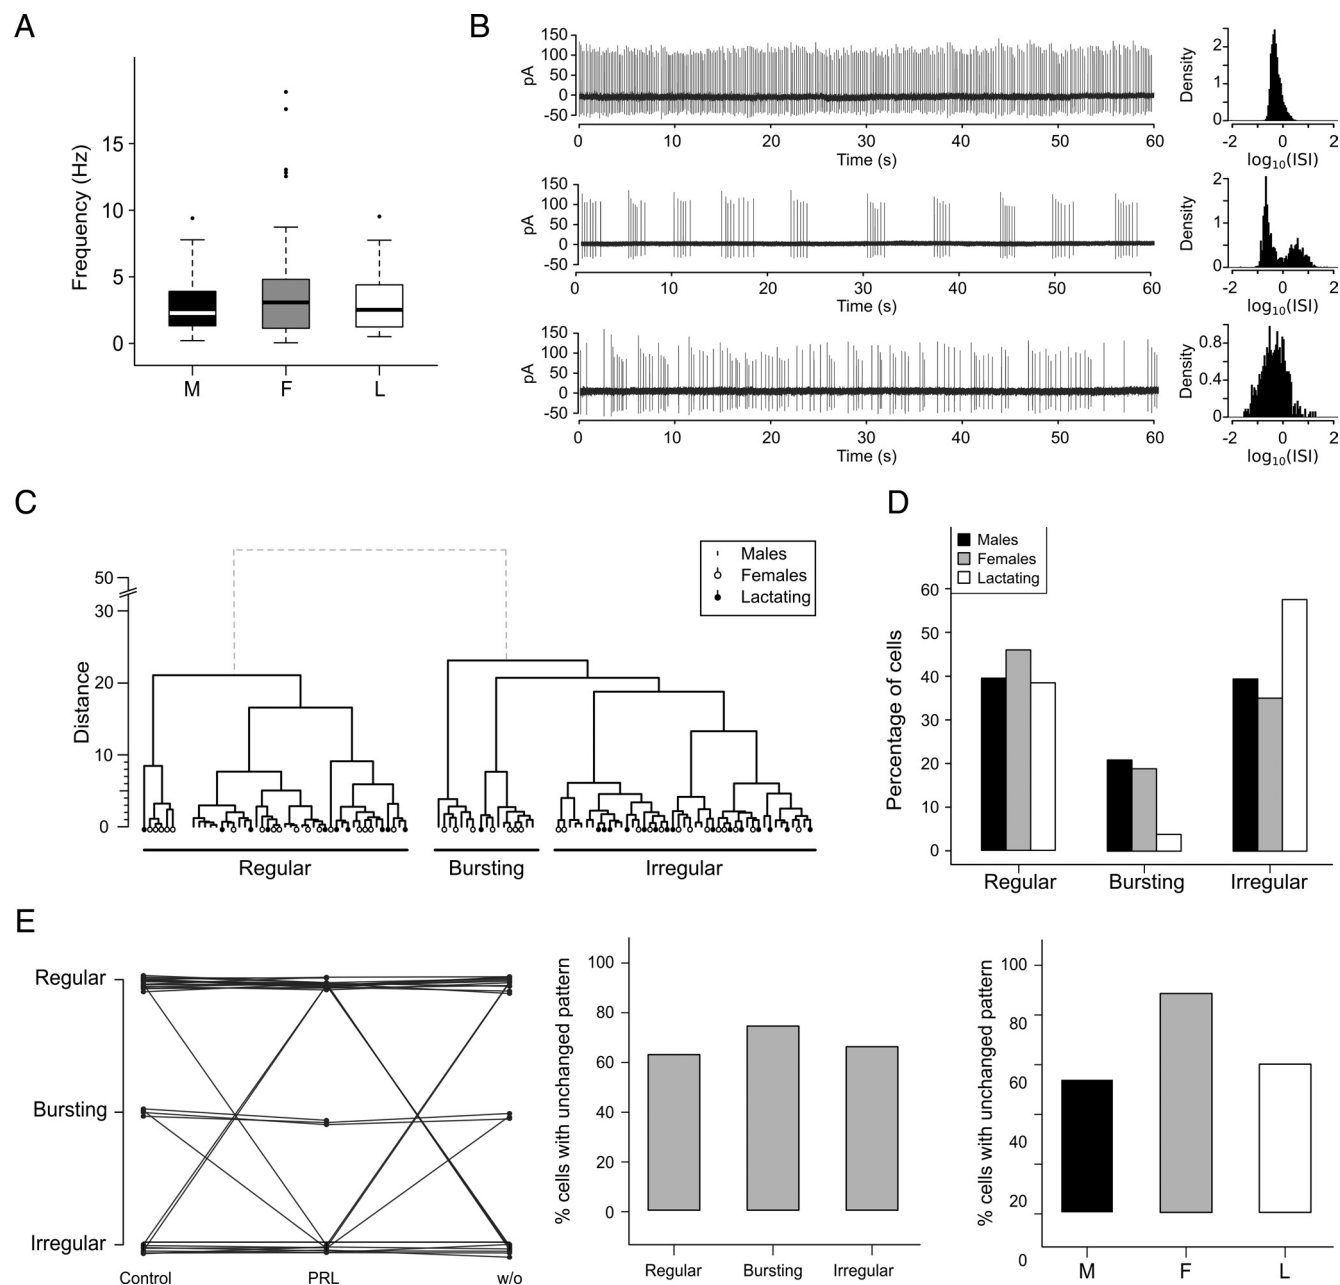 A
Frequency (Hz)
15
10
5
0
M F L
B
150
100
50
0
-50
pA
0 10 20 30 40 50 60
Time (s)
Density
2
1
0
-2 0 2
log10(ISI)
150
100
50
0
-50
pA
0 10 20 30 40 50 60
Time (s)
Density
2
1
0
-2 0 2
log10(ISI)
150
100
50
0
-50
pA
0 10 20 30 40 50 60
Time (s)
Density
0.8
0.4
0
-2 0 2
log10(ISI)
C
Distance
50
30
20
10
0
Males
Females
Lactating
Regular Bursting Irregular
D
Males
Females
Lactating
Percentage of cells
60
50
40
30
20
10
0
Regular Bursting Irregular
E
Regular
Bursting
Irregular
Control PRL w/o
% cells with unchanged pattern
100
80
60
40
20
0
Regular Bursting Irregular
% cells with unchanged pattern
100
80
60
40
20
0
M F L